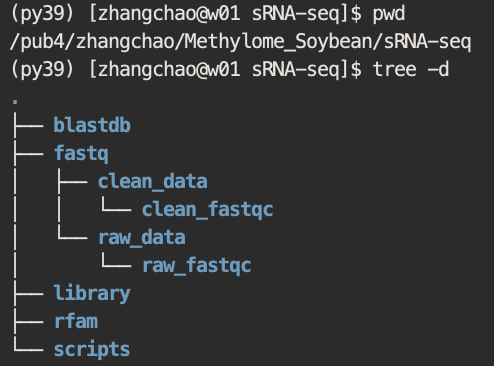 (py39) [zhangchao@w01 sRNA-seq]$ pwd
/pub4/zhangchao/Methylome_Soybean/sRNA-seq
(py39) [zhangchao@w01 sRNA-seq]$ tree -d
.
├── blastdb
├── fastq
│   ├── clean_data
│   │   └── clean_fastqc
│   └── raw_data
│       └── raw_fastqc
├── library
├── rfam
└── scripts